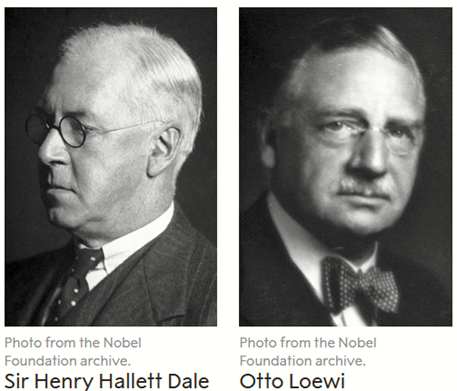 Photo from the Nobel
Foundation archive.
Sir Henry Hallett Dale
Photo from the Nobel
Foundation archive.
Otto Loewi